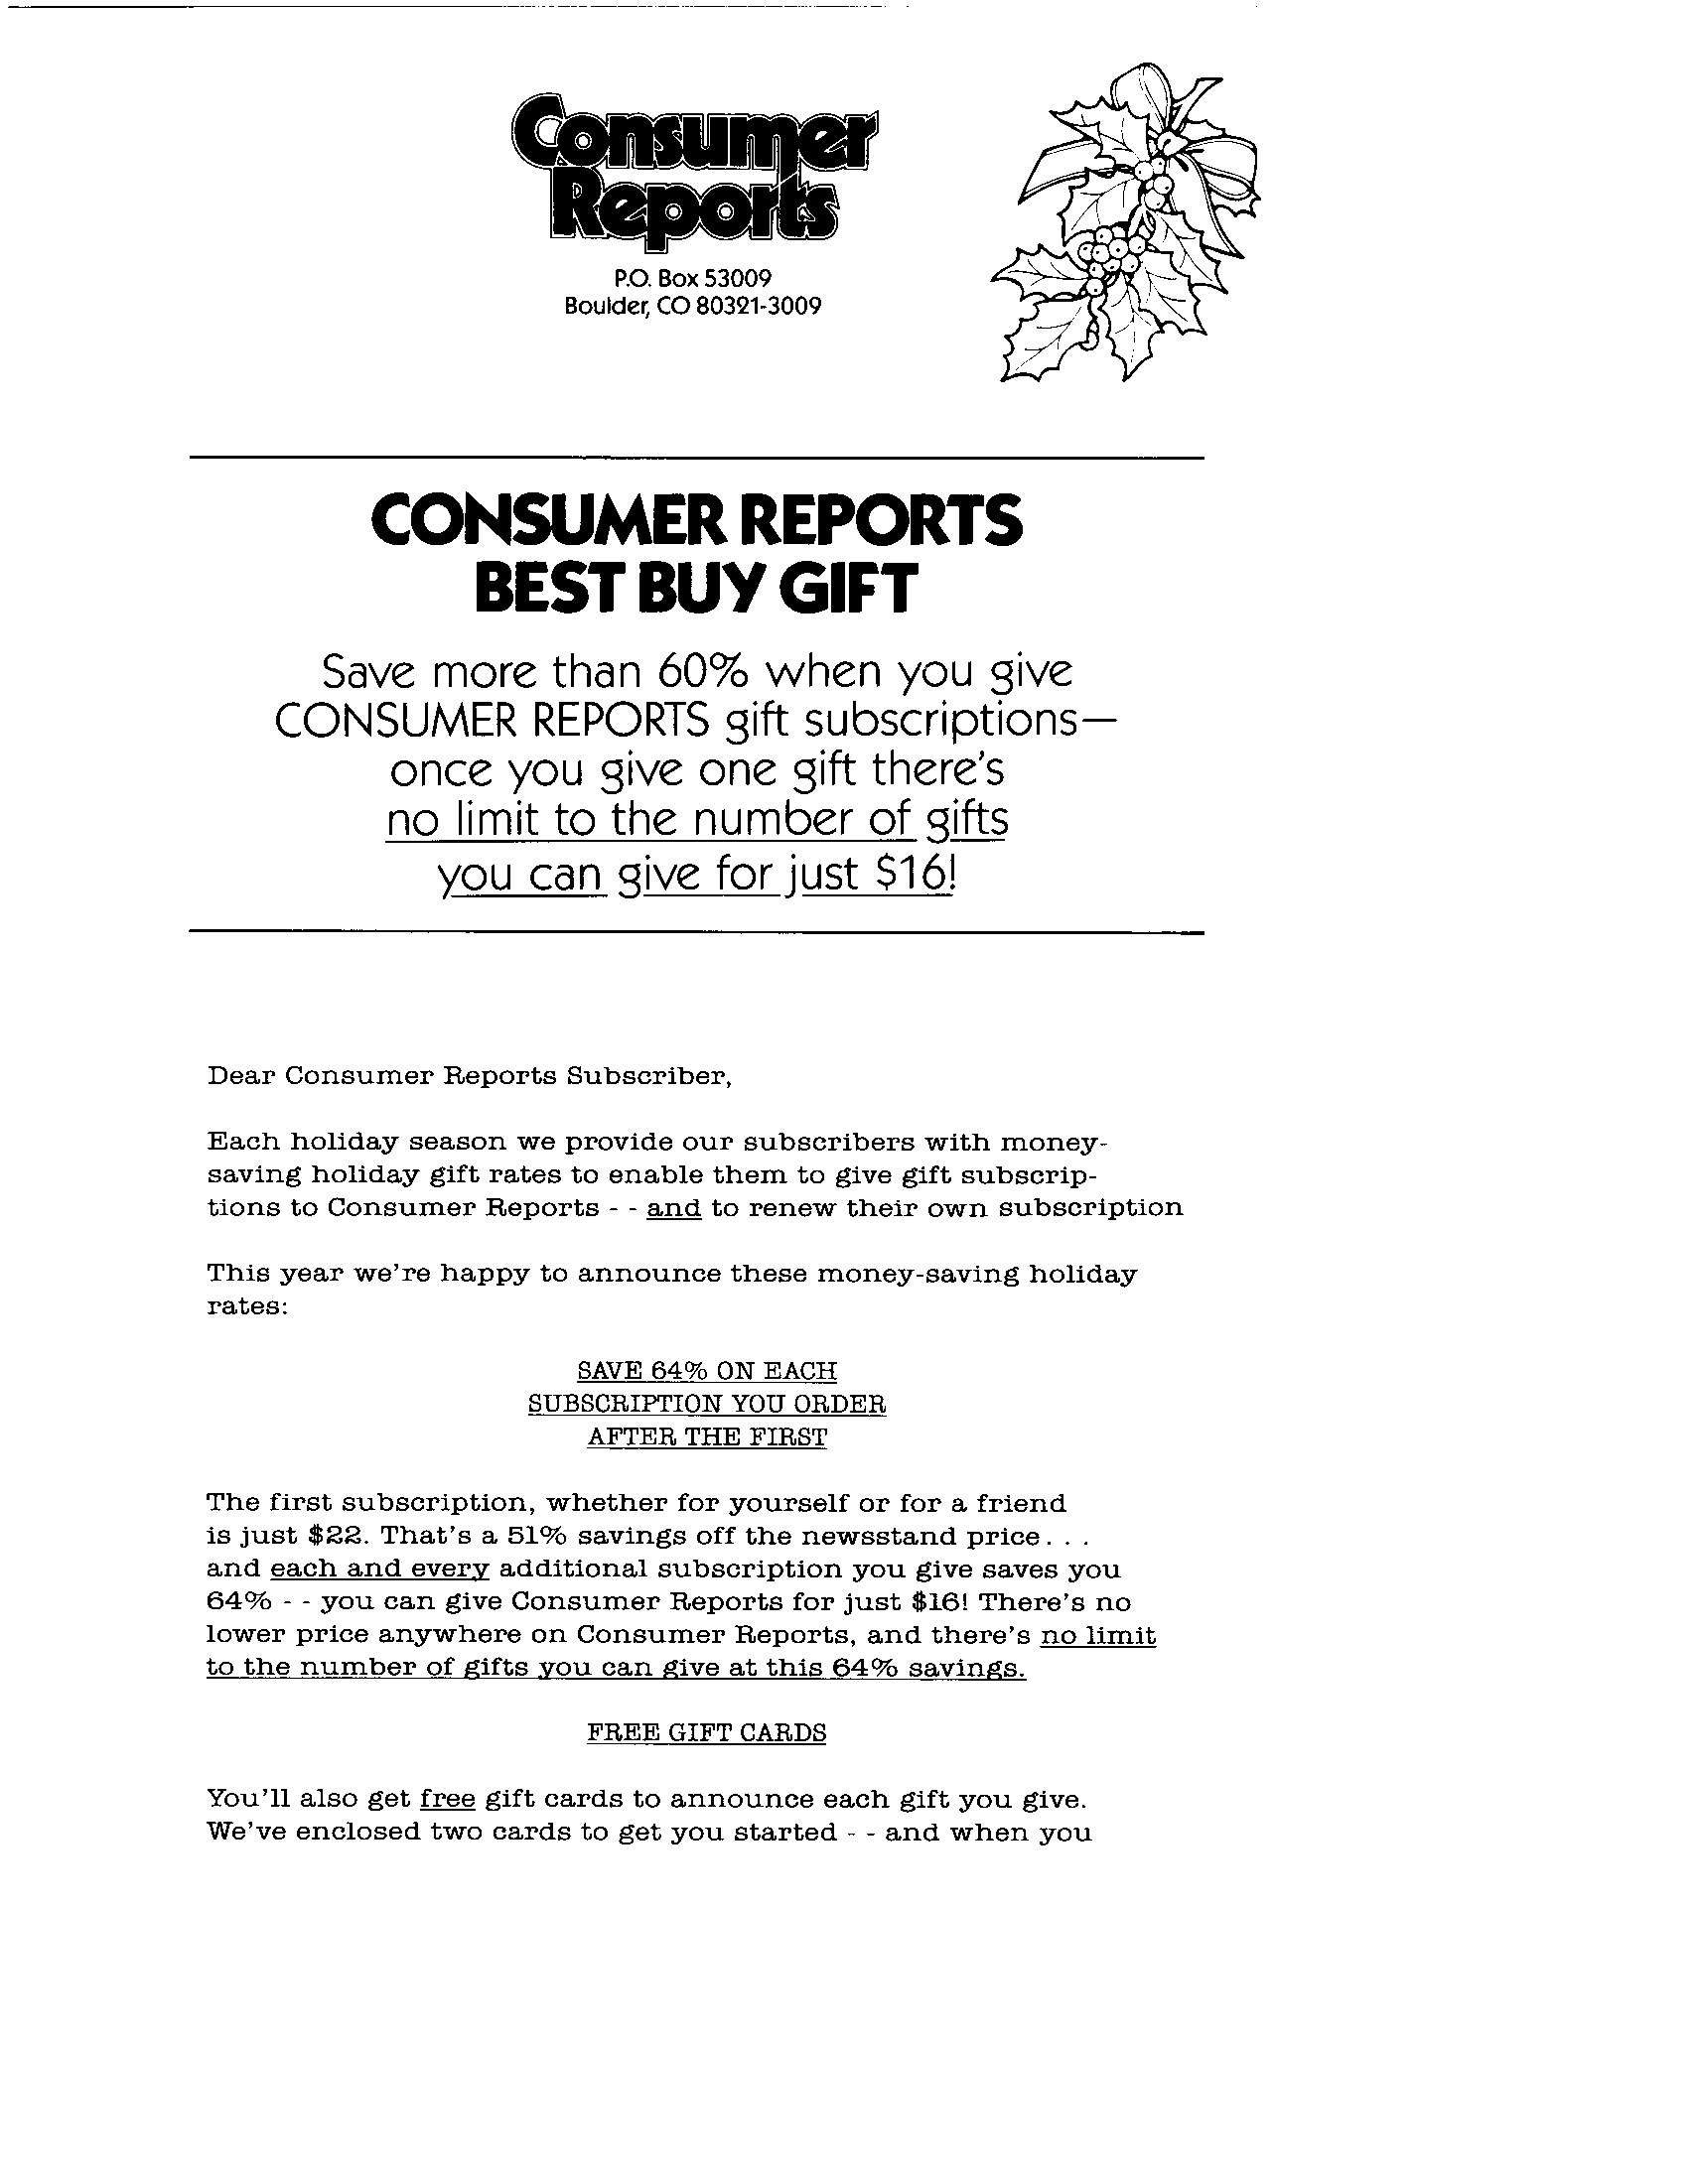 Consumer
Reports
P.O. Box 53009
Boulder, CO 80321-3009
CONSUMER REPORTS
BEST BUY GIFT
Save more than 60% when you give
CONSUMER REPORTS gift subscriptions—
once you give one gift there's
no limit to the number of gifts
you can give for just $16!
Dear Consumer Reports Subscriber,
Each holiday season we provide our subscribers with money-
saving holiday gift rates to enable them to give gift subscrip-
tions to Consumer Reports - - and to renew their own subscription
This year we're happy to announce these money-saving holiday
rates:
SAVE 64% ON EACH
SUBSCRIPTION YOU ORDER
AFTER THE FIRST
The first subscription, whether for yourself or for a friend
is just $22. That's a 51% savings off the newsstand price. . .
and each and every additional subscription you give saves you
64% - - you can give Consumer Reports for just $16! There's no
lower price anywhere on Consumer Reports, and there's no limit
to the number of gifts you can give at this 64% savings.
FREE GIFT CARDS
You'll also get free gift cards to announce each gift you give.
We've enclosed two cards to get you started - - and when you